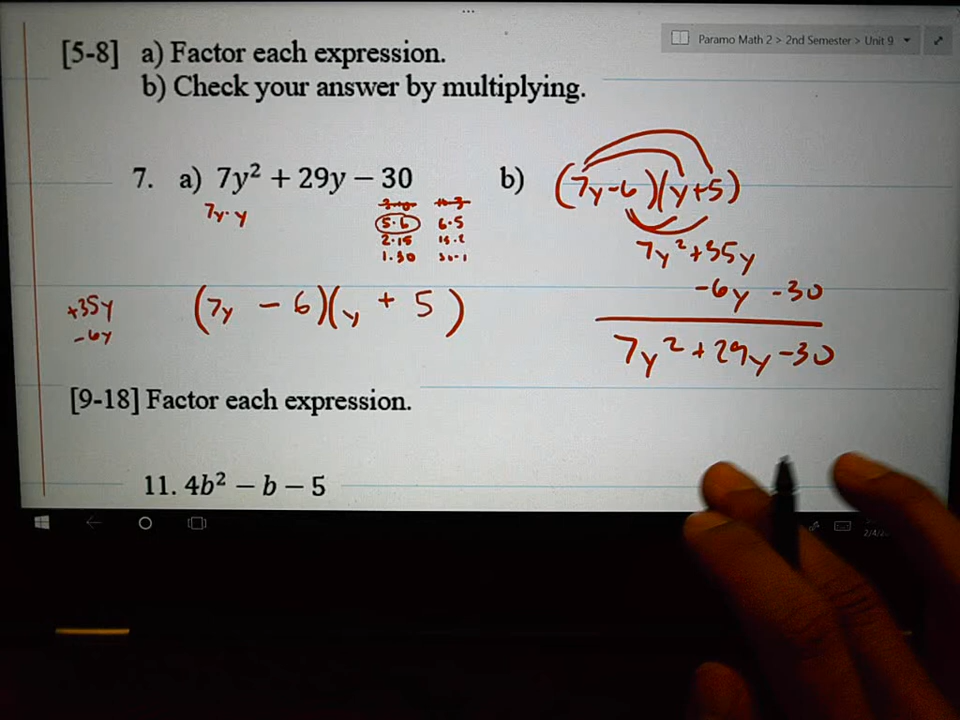 Paramo Math 2 > 2nd Semester > Unit 9
[5-8] a) Factor each expression.
b) Check your answer by multiplying.
7. a) 7y² + 29y − 30
7y· y
5·6 6·5
2·15 15·2
1·30 30·1
+35y
-6y
(7y - 6)(y + 5)
b) (7y-6)(y+5)
7y²+35y
-6y -30
7y²+29y-30
[9-18] Factor each expression.
11. 4b² − b − 5